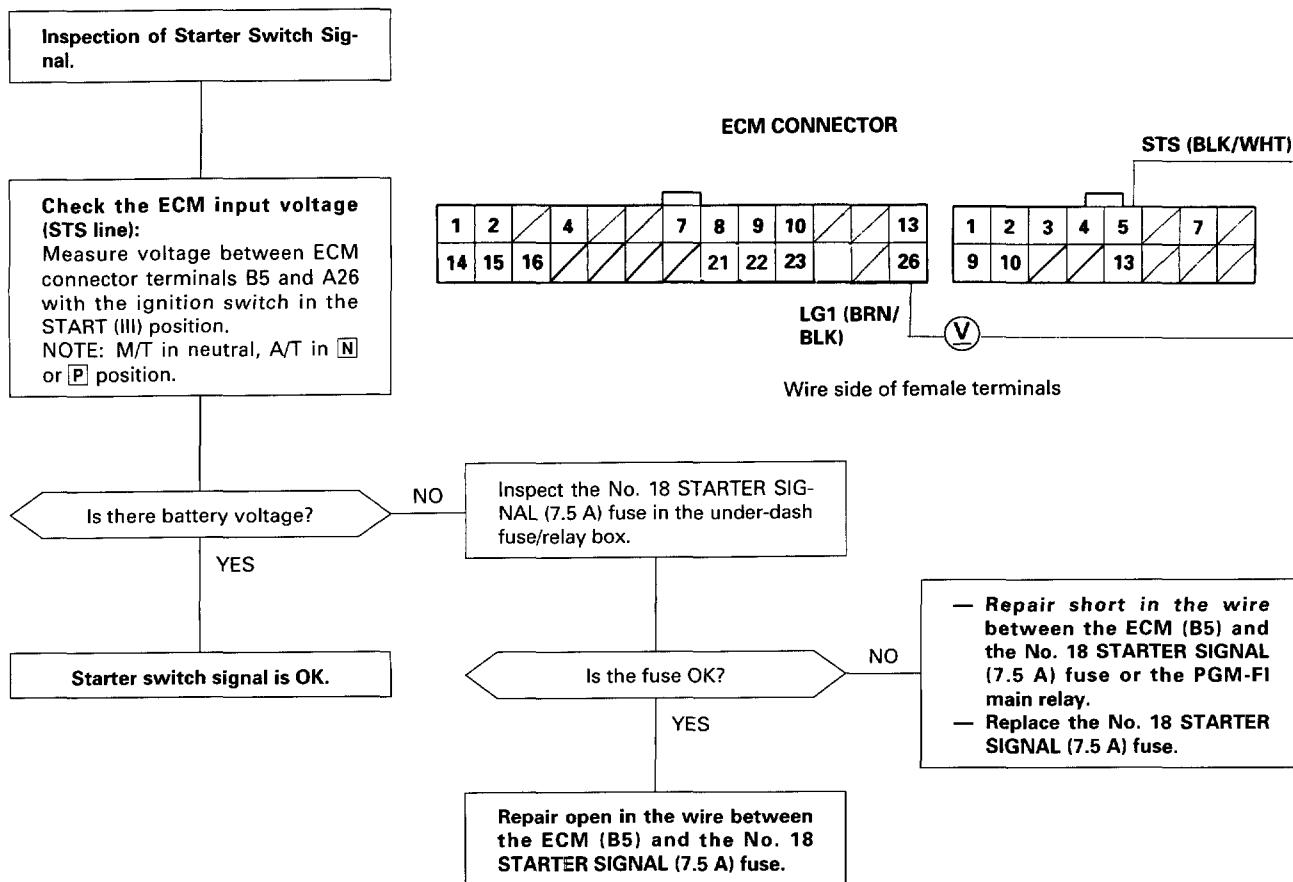 Inspection of Starter Switch Sig-
nal.
ECM CONNECTOR
STS (BLK/WHT)
1 2 4 7 8 9 10 13
14 15 16 21 22 23 26
1 2 3 4 5 7
9 10 13
LG1 (BRN/
BLK)
V
Wire side of female terminals
Check the ECM input voltage
(STS line):
Measure voltage between ECM
connector terminals B5 and A26
with the ignition switch in the
START (III) position.
NOTE: M/T in neutral, A/T in N
or P position.
Is there battery voltage?
NO
YES
Starter switch signal is OK.
Inspect the No. 18 STARTER SIG-
NAL (7.5 A) fuse in the under-dash
fuse/relay box.
Is the fuse OK?
NO
YES
— Repair short in the wire
between the ECM (B5) and
the No. 18 STARTER SIGNAL
(7.5 A) fuse or the PGM-FI
main relay.
— Replace the No. 18 STARTER
SIGNAL (7.5 A) fuse.
Repair open in the wire between
the ECM (B5) and the No. 18
STARTER SIGNAL (7.5 A) fuse.